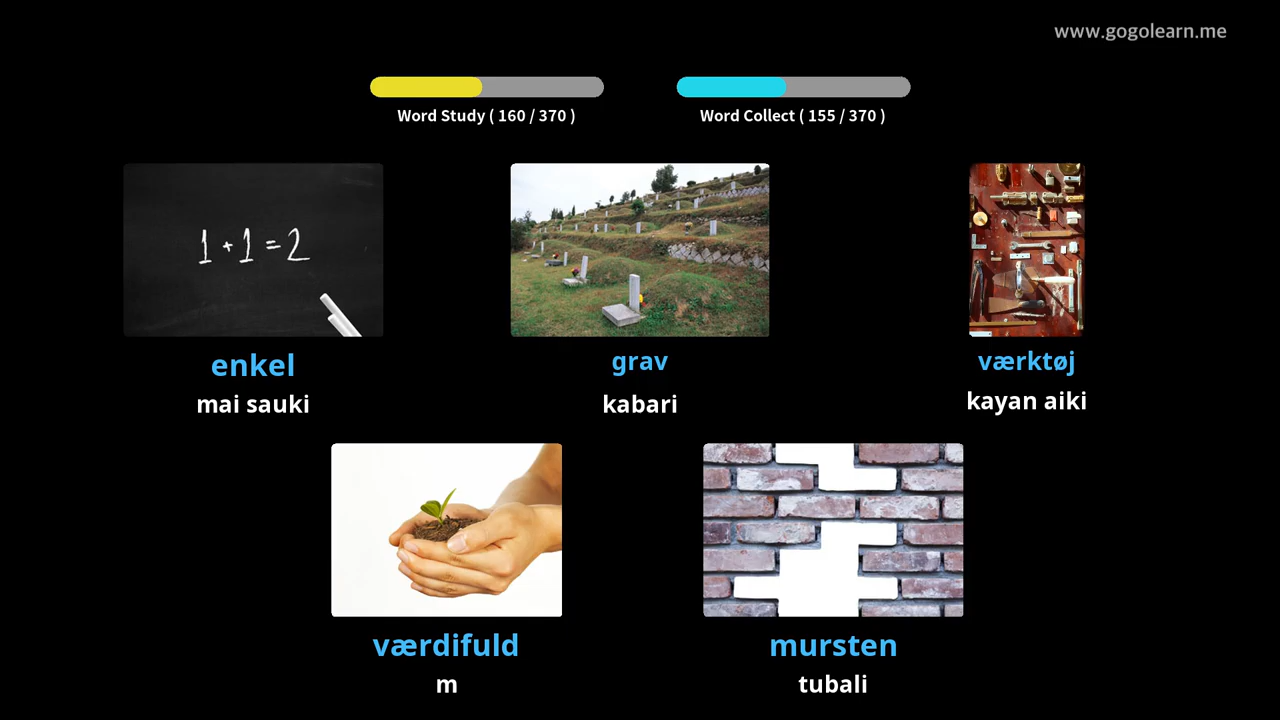 www.gogolearn.me
Word Study ( 160 / 370 )
Word Collect ( 155 / 370 )
1 + 1 = 2
enkel
mai sauki
grav
kabari
værktøj
kayan aiki
værdifuld
m
mursten
tubali